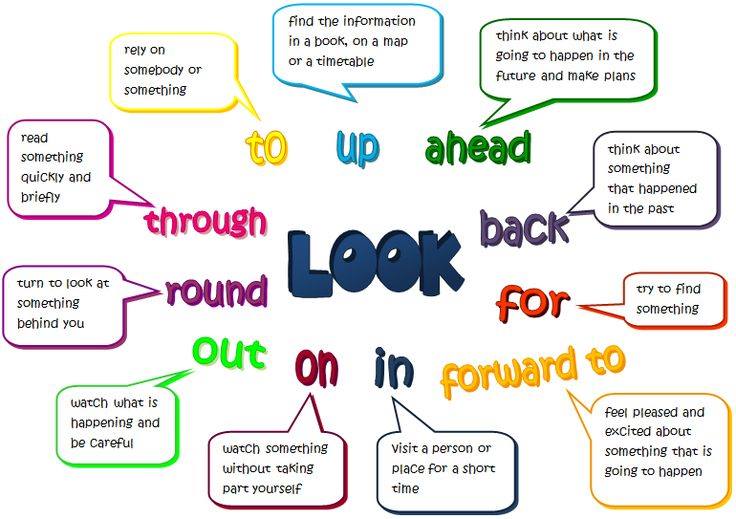 find the information
in a book, on a map
or a timetable
think about what is
going to happen in the
future and make plans
rely on
somebody or
something
to
up
ahead
read
something
quickly and
briefly
think about
something
that happened
in the past
through
back
LOOK
turn to look at
something
behind you
round
for
try to find
something
out
on
in
forward to
watch what is
happening and
be careful
watch something
without taking
part yourself
Visit a person or
place for a short
time
feel pleased and
excited about
something that is
going to happen